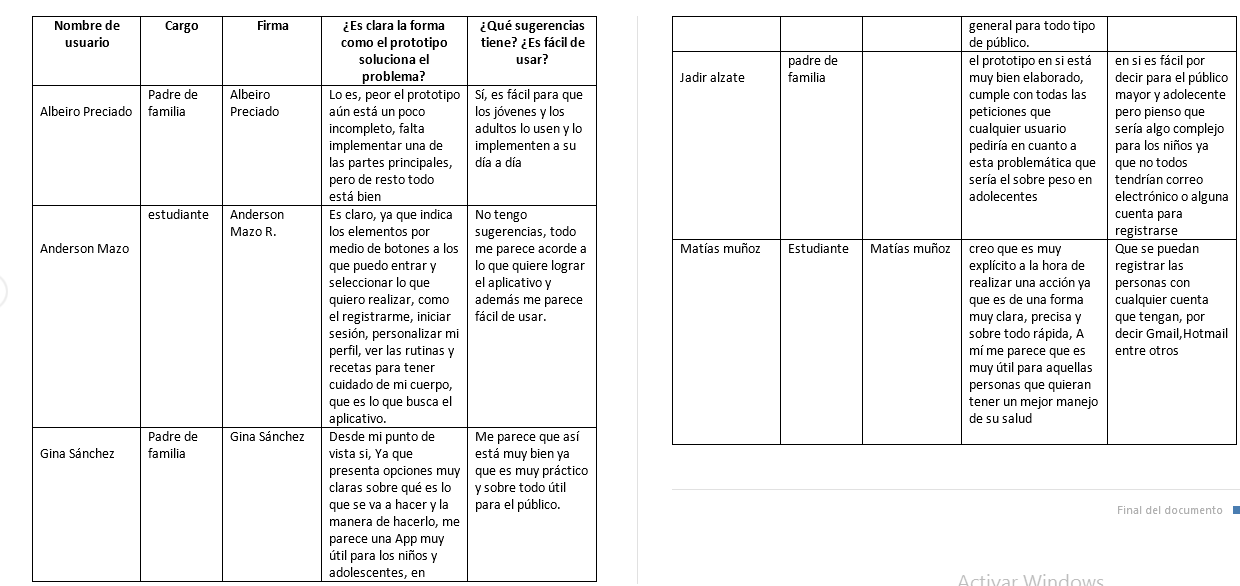 Nombre de
usuario
Cargo
Firma
¿Es clara la forma
como el prototipo
soluciona el
problema?
¿Qué sugerencias
tiene? ¿Es fácil de
usar?
Albeiro Preciado
Padre de
familia
Albeiro
Preciado
Lo es, peor el prototipo
aún está un poco
incompleto, falta
implementar una de
las partes principales,
pero de resto todo
está bien
Sí, es fácil para que
los jóvenes y los
adultos lo usen y lo
implementen a su
día a día
Anderson Mazo
estudiante
Anderson
Mazo R.
Es claro, ya que indica
los elementos por
medio de botones a los
que puedo entrar y
seleccionar lo que
quiero realizar, como
el registrarme, iniciar
sesión, personalizar mi
perfil, ver las rutinas y
recetas para tener
cuidado de mi cuerpo,
que es lo que busca el
aplicativo.
No tengo
sugerencias, todo
me parece acorde a
lo que quiere lograr
el aplicativo y
además me parece
fácil de usar.
Gina Sánchez
Padre de
familia
Gina Sánchez
Desde mi punto de
vista si, Ya que
presenta opciones muy
claras sobre qué es lo
que se va a hacer y la
manera de hacerlo, me
parece una App muy
útil para los niños y
adolescentes, en
Me parece que así
está muy bien ya
que es muy práctico
y sobre todo útil
para el público.
general para todo tipo
de público.
Jadir alzate
padre de
familia
el prototipo en si está
muy bien elaborado,
cumple con todas las
peticiones que
cualquier usuario
pediría en cuanto a
esta problemática que
sería el sobre peso en
adolecentes
en si es fácil por
decir para el público
mayor y adolecente
pero pienso que
sería algo complejo
para los niños ya
que no todos
tendrían correo
electrónico o alguna
cuenta para
registrarse
Matías muñoz
Estudiante
Matías muñoz
creo que es muy
explícito a la hora de
realizar una acción ya
que es de una forma
muy clara, precisa y
sobre todo rápida, A
mí me parece que es
muy útil para aquellas
personas que quieran
tener un mejor manejo
de su salud
Que se puedan
registrar las
personas con
cualquier cuenta
que tengan, por
decir Gmail,Hotmail
entre otros
Final del documento
Activar Windows